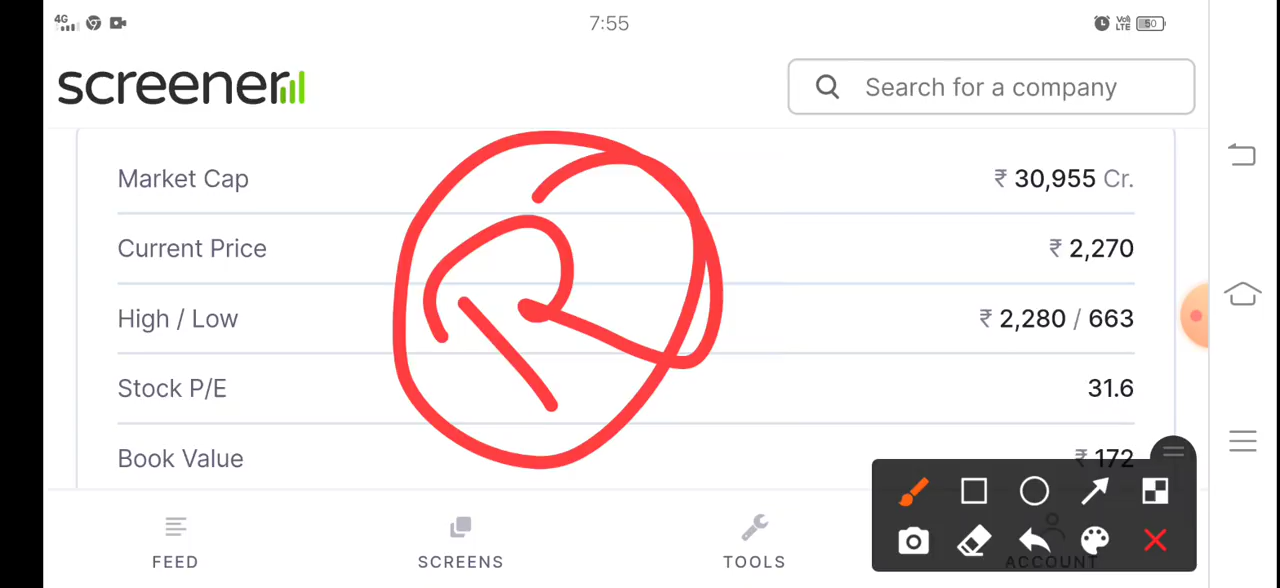 4G 7:55 Vo) LTE 50
screener Search for a company
Market Cap ₹ 30,955 Cr.
Current Price ₹ 2,270
High / Low ₹ 2,280 / 663
R
Stock P/E 31.6
Book Value ₹ 172
FEED SCREENS TOOLS ACCOUNT